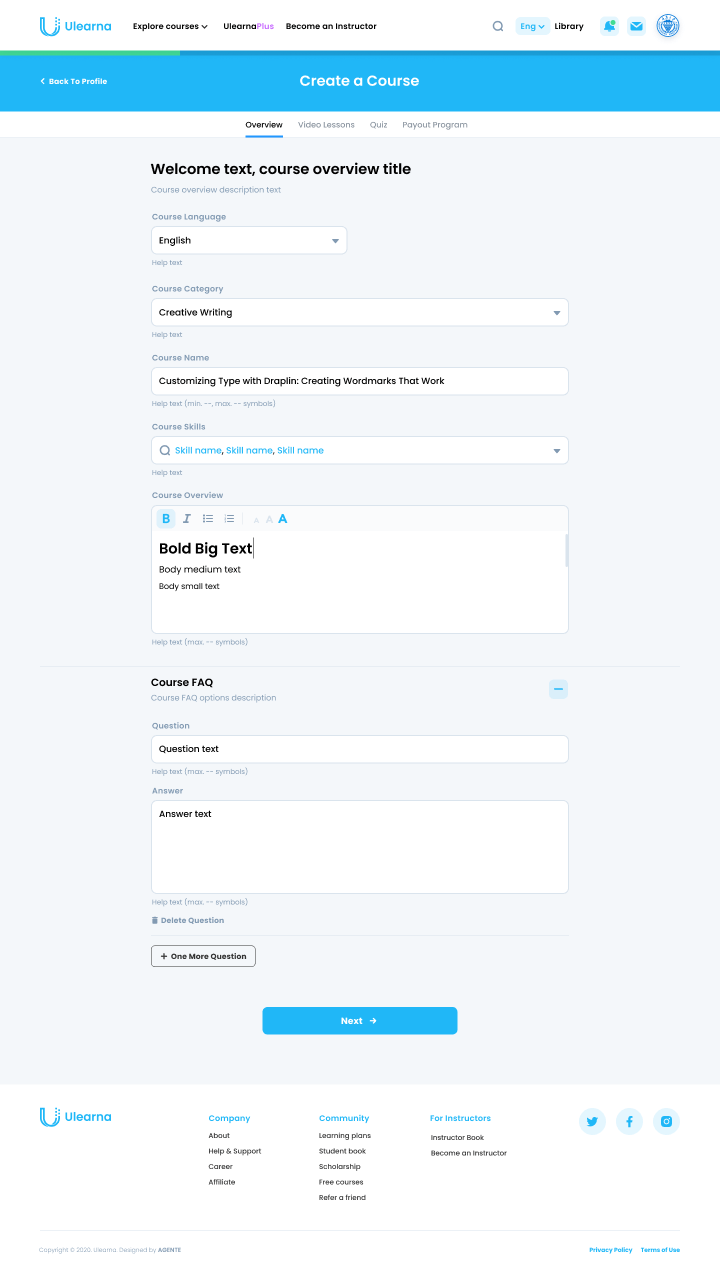 Ulearna Explore courses UlearnaPlus Become an Instructor Eng Library
Back To Profile
Create a Course
Overview Video Lessons Quiz Payout Program
Welcome text, course overview title
Course overview description text
Course Language
English
Help text
Course Category
Creative Writing
Help text
Course Name
Customizing Type with Draplin: Creating Wordmarks That Work
Help text (min. --, max. -- symbols)
Course Skills
Skill name, Skill name, Skill name
Help text
Course Overview
B I A A A
Bold Big Text
Body medium text
Body small text
Help text (max. -- symbols)
Course FAQ
Course FAQ options description
Question
Question text
Help text (max. -- symbols)
Answer
Answer text
Help text (max. -- symbols)
Delete Question
One More Question
Next
Ulearna
Company
About
Help & Support
Career
Affiliate
Community
Learning plans
Student book
Scholarship
Free courses
Refer a friend
For Instructors
Instructor Book
Become an Instructor
Copyright © 2020. Ulearna. Designed by AGENTE
Privacy Policy Terms of Use